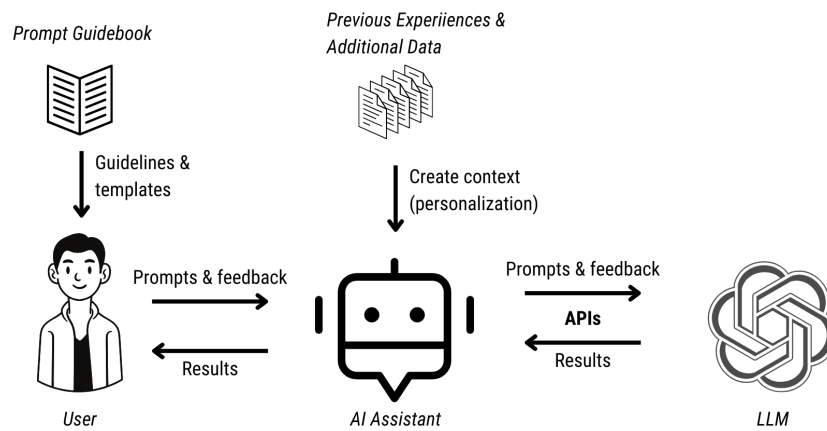 Prompt Guidebook
Previous Experiiences &
Additional Data
Guidelines &
templates
Create context
(personalization)
Prompts & feedback
Results
Prompts & feedback
APIs
Results
User
AI Assistant
LLM